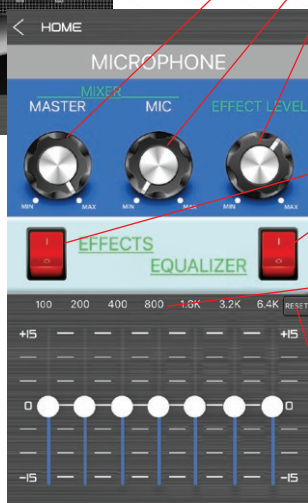 < HOME
MICROPHONE
MIXER
MASTER MIC EFFECT LEVEL
MIN MAX MIN MAX MIN MAX
EFFECTS
EQUALIZER
100 200 400 800 1.6K 3.2K 6.4K RESET
+15 +15
0 0
-15 -15